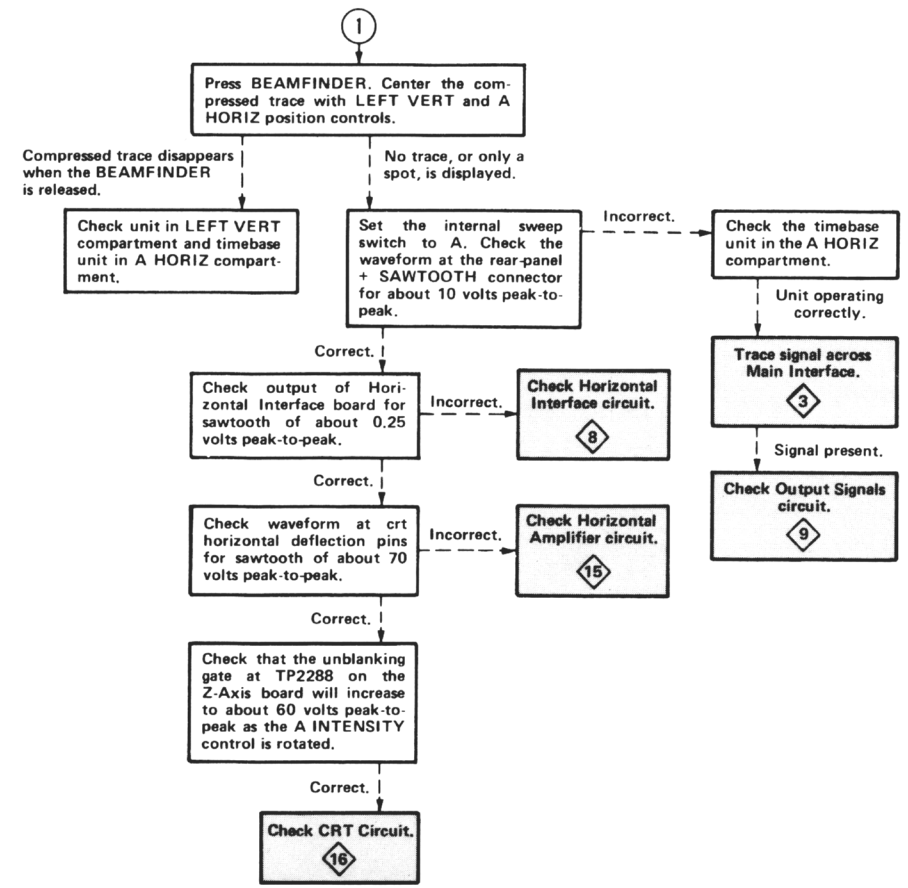 1
Press BEAMFINDER. Center the com-
pressed trace with LEFT VERT and A
HORIZ position controls.
Compressed trace disappears
when the BEAMFINDER
is released.
No trace, or only a
spot, is displayed.
Check unit in LEFT VERT
compartment and timebase
unit in A HORIZ compart-
ment.
Set the internal sweep
switch to A. Check the
waveform at the rear-panel
+ SAWTOOTH connector
for about 10 volts peak-to-
peak.
Incorrect.
Check the timebase
unit in the A HORIZ
compartment.
Unit operating
correctly.
Trace signal across
Main Interface.
3
Signal present.
Check Output Signals
circuit.
9
Correct.
Check output of Hori-
zontal Interface board for
sawtooth of about 0.25
volts peak-to-peak.
Incorrect.
Check Horizontal
Interface circuit.
8
Correct.
Check waveform at crt
horizontal deflection pins
for sawtooth of about 70
volts peak-to-peak.
Incorrect.
Check Horizontal
Amplifier circuit.
15
Correct.
Check that the unblanking
gate at TP2288 on the
Z-Axis board will increase
to about 60 volts peak-to-
peak as the A INTENSITY
control is rotated.
Correct.
Check CRT Circuit.
16